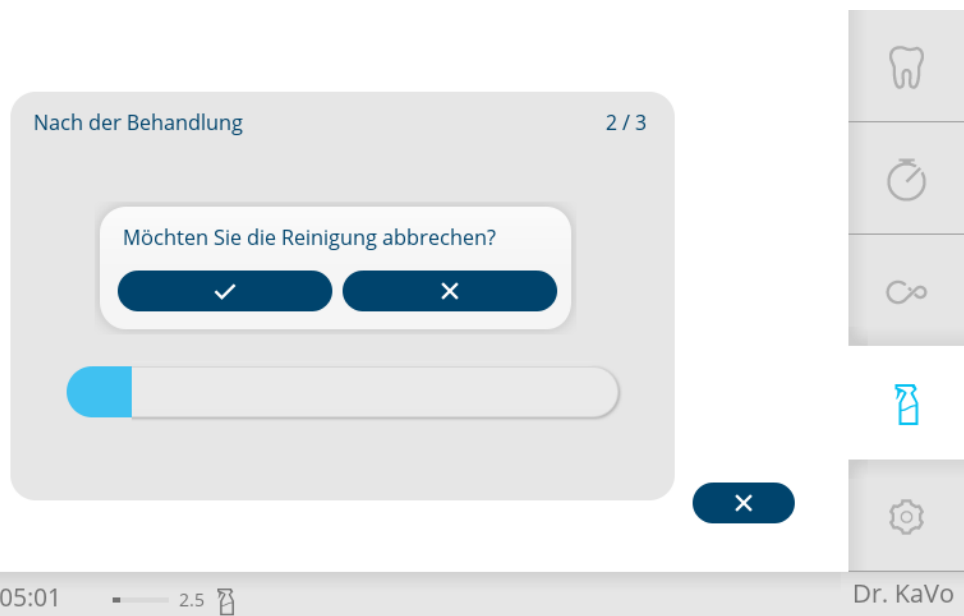 Nach der Behandlung 2 / 3
Möchten Sie die Reinigung abbrechen?
05:01 2.5 Dr. KaVo